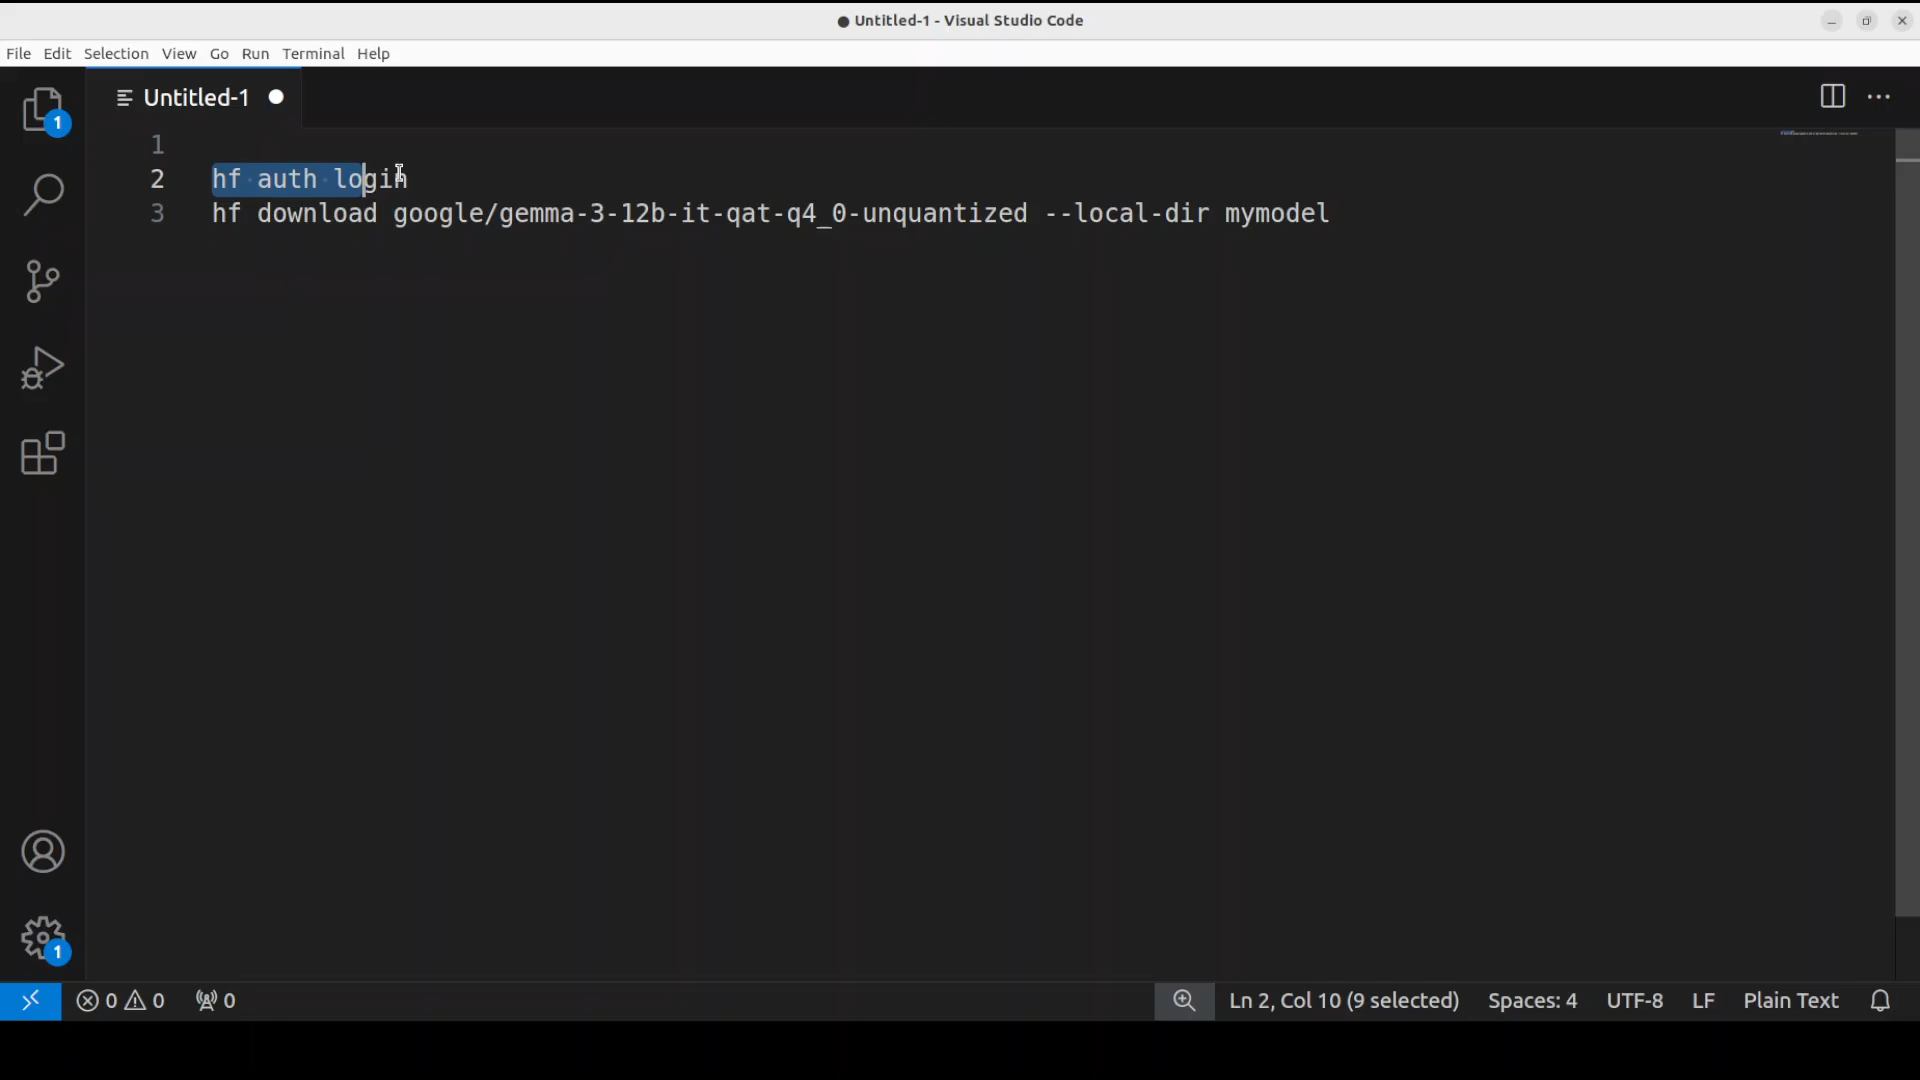 ● Untitled-1 - Visual Studio Code
File Edit Selection View Go Run Terminal Help
1
Untitled-1 ●
1
2 hf auth login
3 hf download google/gemma-3-12b-it-qat-q4_0-unquantized --local-dir mymodel
1
0 0 0 Ln 2, Col 10 (9 selected) Spaces: 4 UTF-8 LF Plain Text